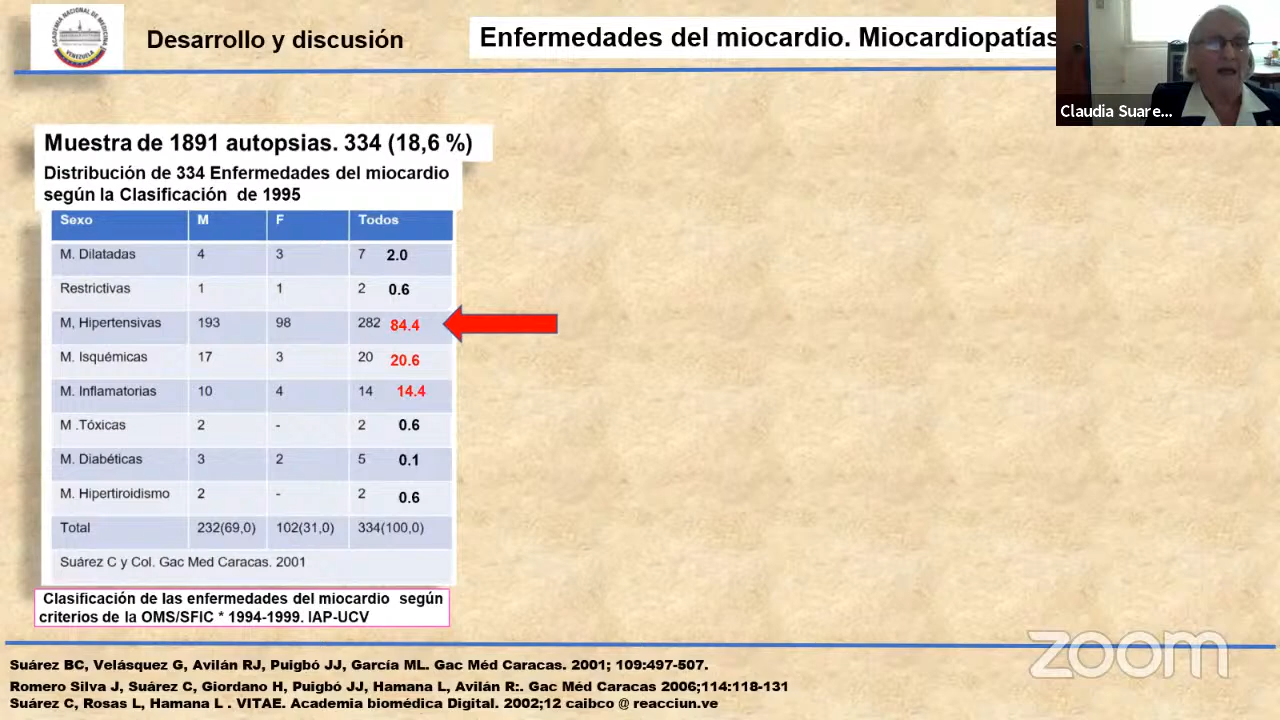 ACADEMIA NACIONAL DE MEDICINA
VENEZUELA
Desarrollo y discusión
Enfermedades del miocardio. Miocardiopatías
Claudia Suare...
Muestra de 1891 autopsias. 334 (18,6 %)
Distribución de 334 Enfermedades del miocardio
según la Clasificación de 1995
Sexo M F Todos
M. Dilatadas 4 3 7 2.0
Restrictivas 1 1 2 0.6
M, Hipertensivas 193 98 282 84.4
M. Isquémicas 17 3 20 20.6
M. Inflamatorias 10 4 14 14.4
M .Tóxicas 2 - 2 0.6
M. Diabéticas 3 2 5 0.1
M. Hipertiroidismo 2 - 2 0.6
Total 232(69,0) 102(31,0) 334(100,0)
Suárez C y Col. Gac Med Caracas. 2001
Clasificación de las enfermedades del miocardio según
criterios de la OMS/SFIC * 1994-1999. IAP-UCV
zoom
Suárez BC, Velásquez G, Avilán RJ, Puigbó JJ, García ML. Gac Méd Caracas. 2001; 109:497-507.
Romero Silva J, Suárez C, Giordano H, Puigbó JJ, Hamana L, Avilán R:. Gac Méd Caracas 2006;114:118-131
Suárez C, Rosas L, Hamana L . VITAE. Academia biomédica Digital. 2002;12 caibco @ reacciun.ve